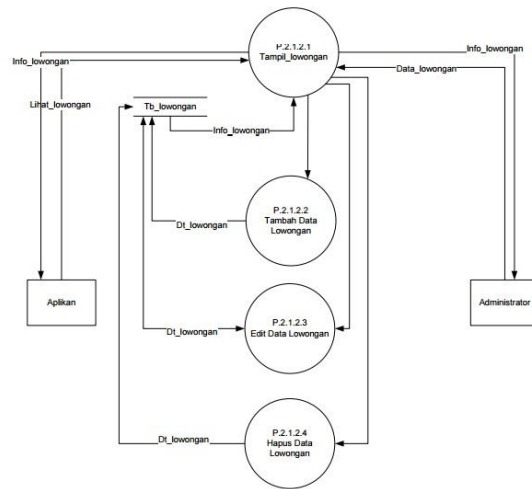 P.2.1.2.1
Tampil_lowongan
Info_lowongan
Info_lowongan
Data_lowongan
Lihat_lowongan
Tb_lowongan
Info_lowongan
P.2.1.2.2
Tambah Data
Lowongan
Dt_lowongan
Aplikan
Administrator
P.2.1.2.3
Edit Data Lowongan
Dt_lowongan
P.2.1.2.4
Hapus Data
Lowongan
Dt_lowongan